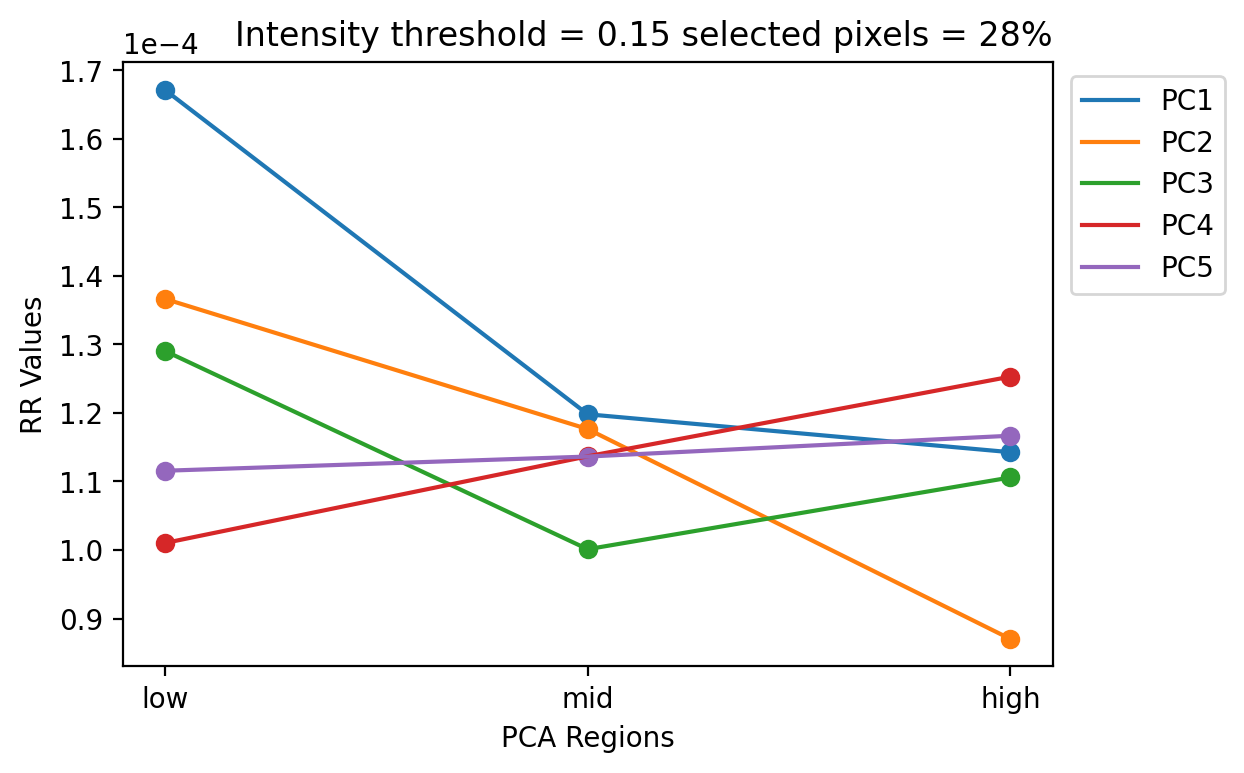 Intensity threshold = 0.15 selected pixels = 28%
1e−4
1.7
1.6
1.5
1.4
1.3
1.2
1.1
1.0
0.9
RR Values
low
mid
high
PCA Regions
PC1
PC2
PC3
PC4
PC5